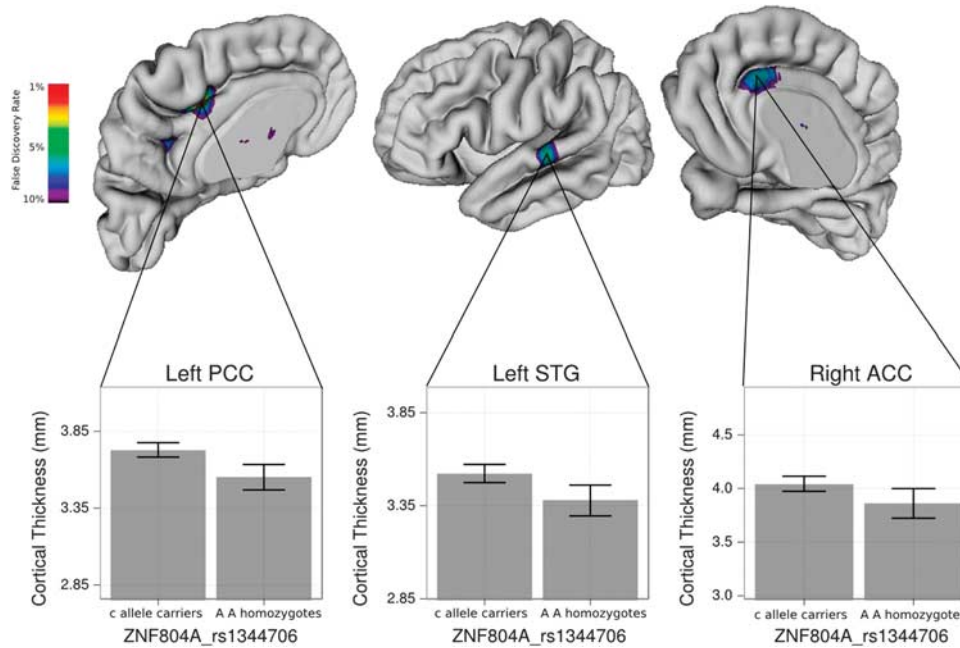 False Discovery Rate
1%
5%
10%
Left PCC
Cortical Thickness (mm)
3.85
3.35
2.85
c allele carriers
A A homozygotes
ZNF804A_rs1344706
Left STG
Cortical Thickness (mm)
3.85
3.35
2.85
c allele carriers
A A homozygotes
ZNF804A_rs1344706
Right ACC
Cortical Thickness (mm)
4.5
4.0
3.5
3.0
c allele carriers
A A homozygotes
ZNF804A_rs1344706